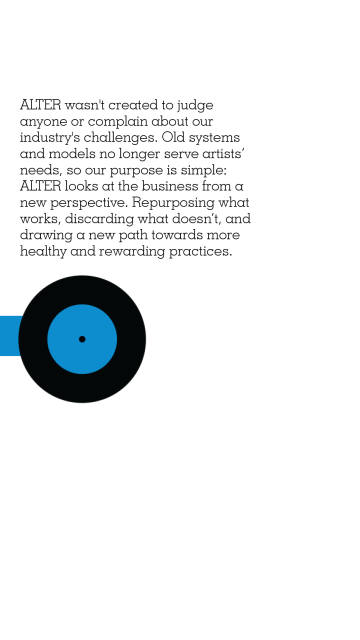 ALTER wasn't created to judge
anyone or complain about our
industry's challenges. Old systems
and models no longer serve artists’
needs, so our purpose is simple:
ALTER looks at the business from a
new perspective. Repurposing what
works, discarding what doesn’t, and
drawing a new path towards more
healthy and rewarding practices.